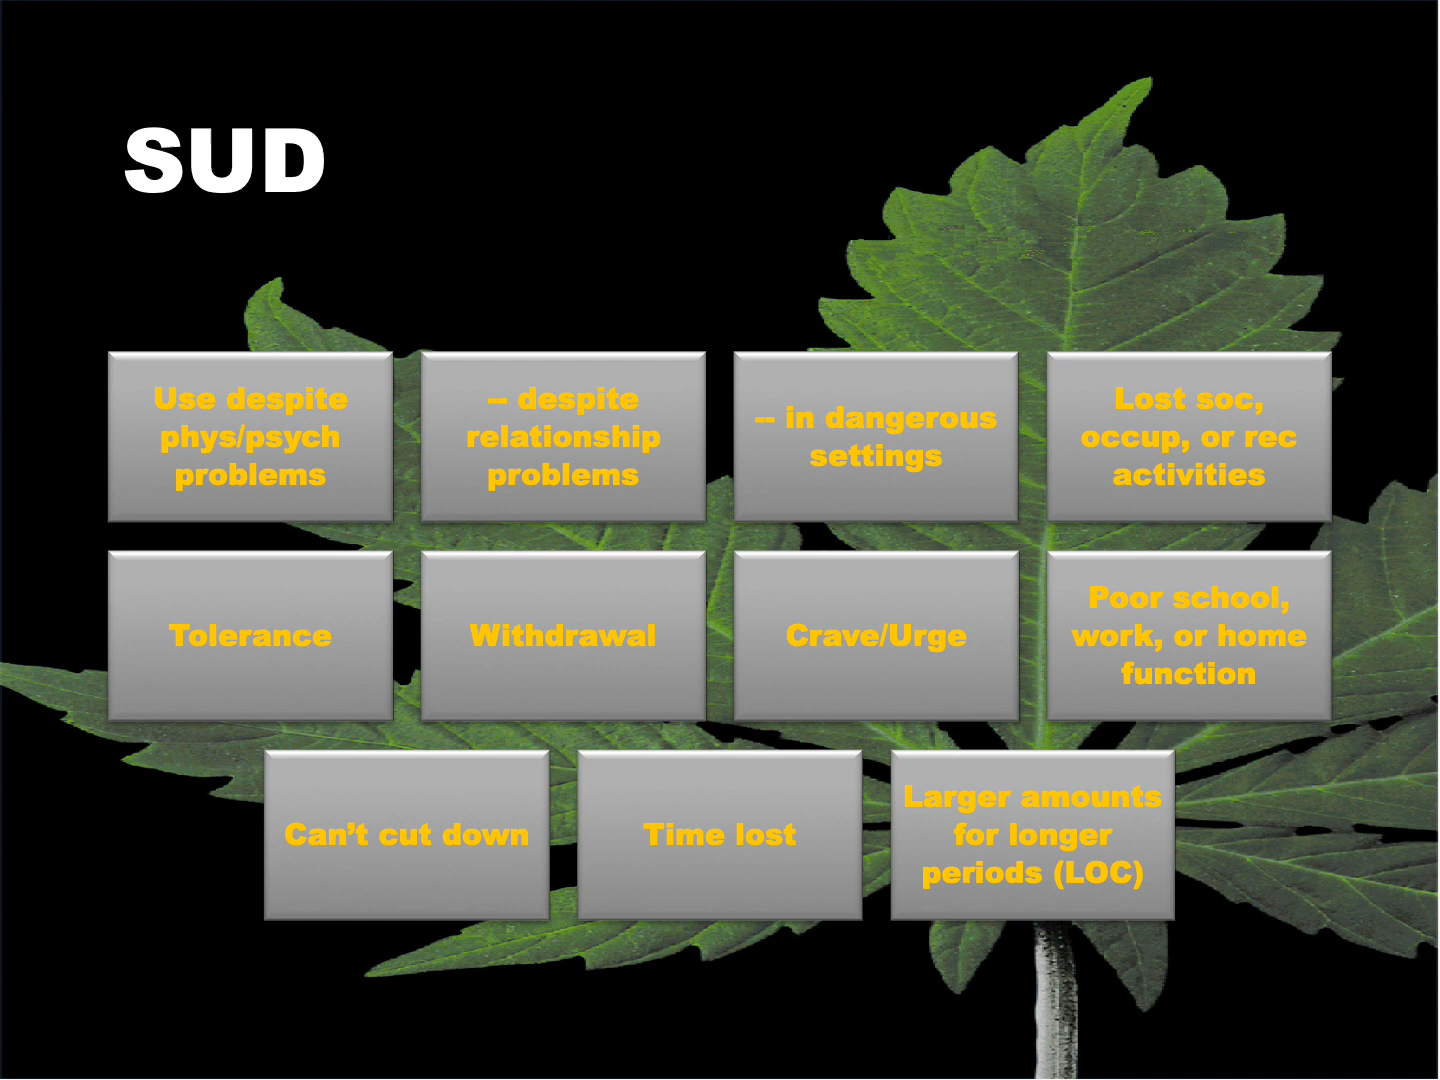 SUD
Use despite
phys/psych
problems
-- despite
relationship
problems
-- in dangerous
settings
Lost soc,
occup, or rec
activities
Tolerance
Withdrawal
Crave/Urge
Poor school,
work, or home
function
Can’t cut down
Time lost
Larger amounts
for longer
periods (LOC)